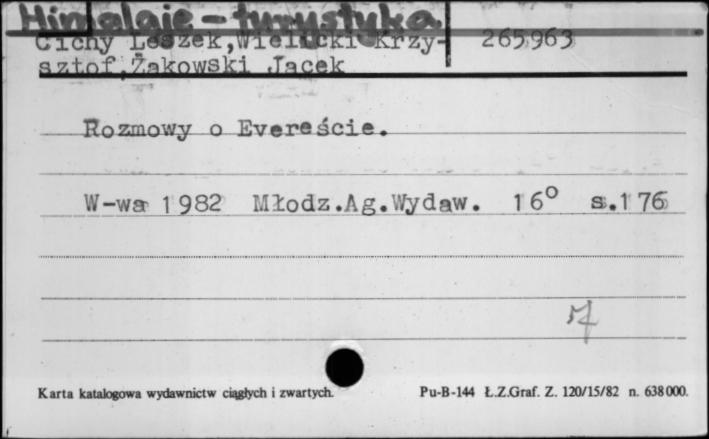 Himalaje - turystyka
Cichy Leszek,Wielicki Krzy- 265963
sztof,Żakowski Jacek
Rozmowy o Evereście.
W-wa 1982 Młodz.Ag.Wydaw. 16° s.176
Karta katalogowa wydawnictw ciągłych i zwartych. Pu-B-144 Ł.Z.Graf. Z. 120/15/82 n. 638000.